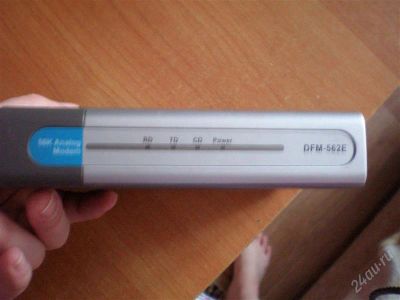 56K Analog
Modem
RD TD CD Power
DFM-562E
24au.ru